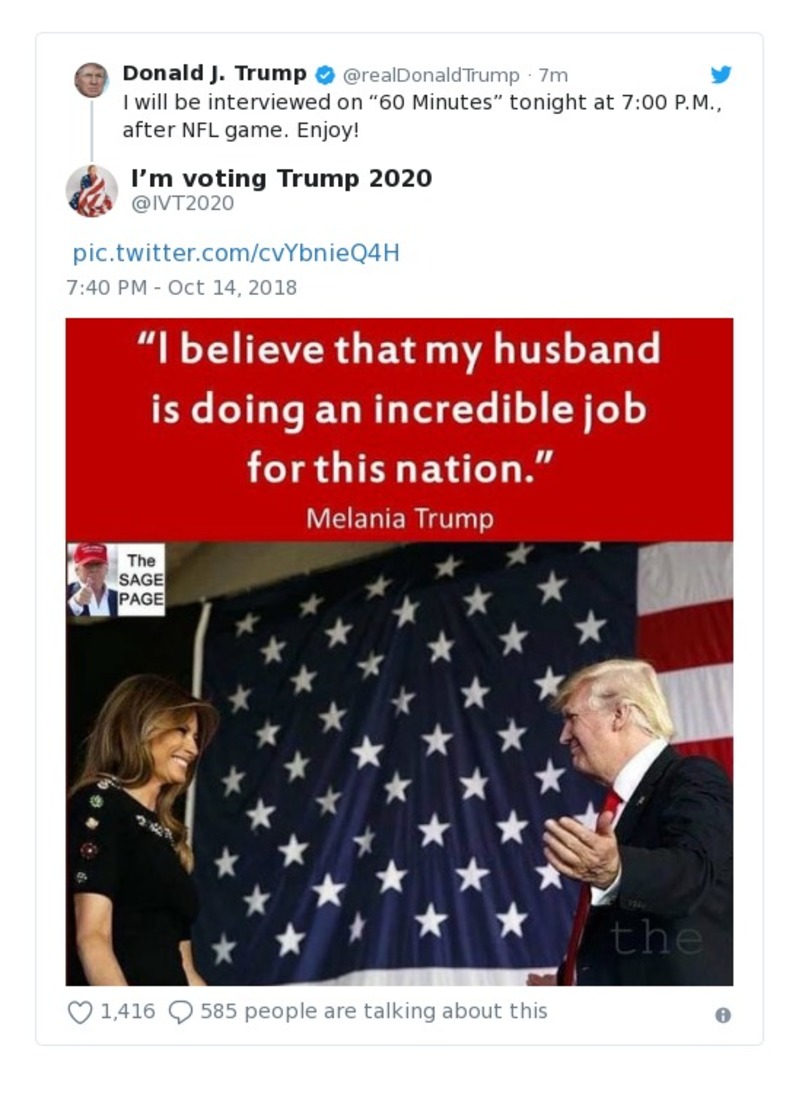 Donald J. Trump @realDonaldTrump · 7m
I will be interviewed on “60 Minutes” tonight at 7:00 P.M.,
after NFL game. Enjoy!
I’m voting Trump 2020
@IVT2020
pic.twitter.com/cvYbnieQ4H
7:40 PM - Oct 14, 2018
“I believe that my husband
is doing an incredible job
for this nation.”
Melania Trump
The
SAGE
PAGE
the
1,416 585 people are talking about this